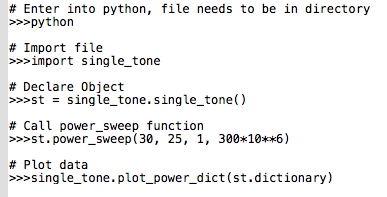 # Enter into python, file needs to be in directory
>>>python
# Import file
>>>import single_tone
# Declare Object
>>>st = single_tone.single_tone()
# Call power_sweep function
>>>st.power_sweep(30, 25, 1, 300*10**6)
# Plot data
>>>single_tone.plot_power_dict(st.dictionary)